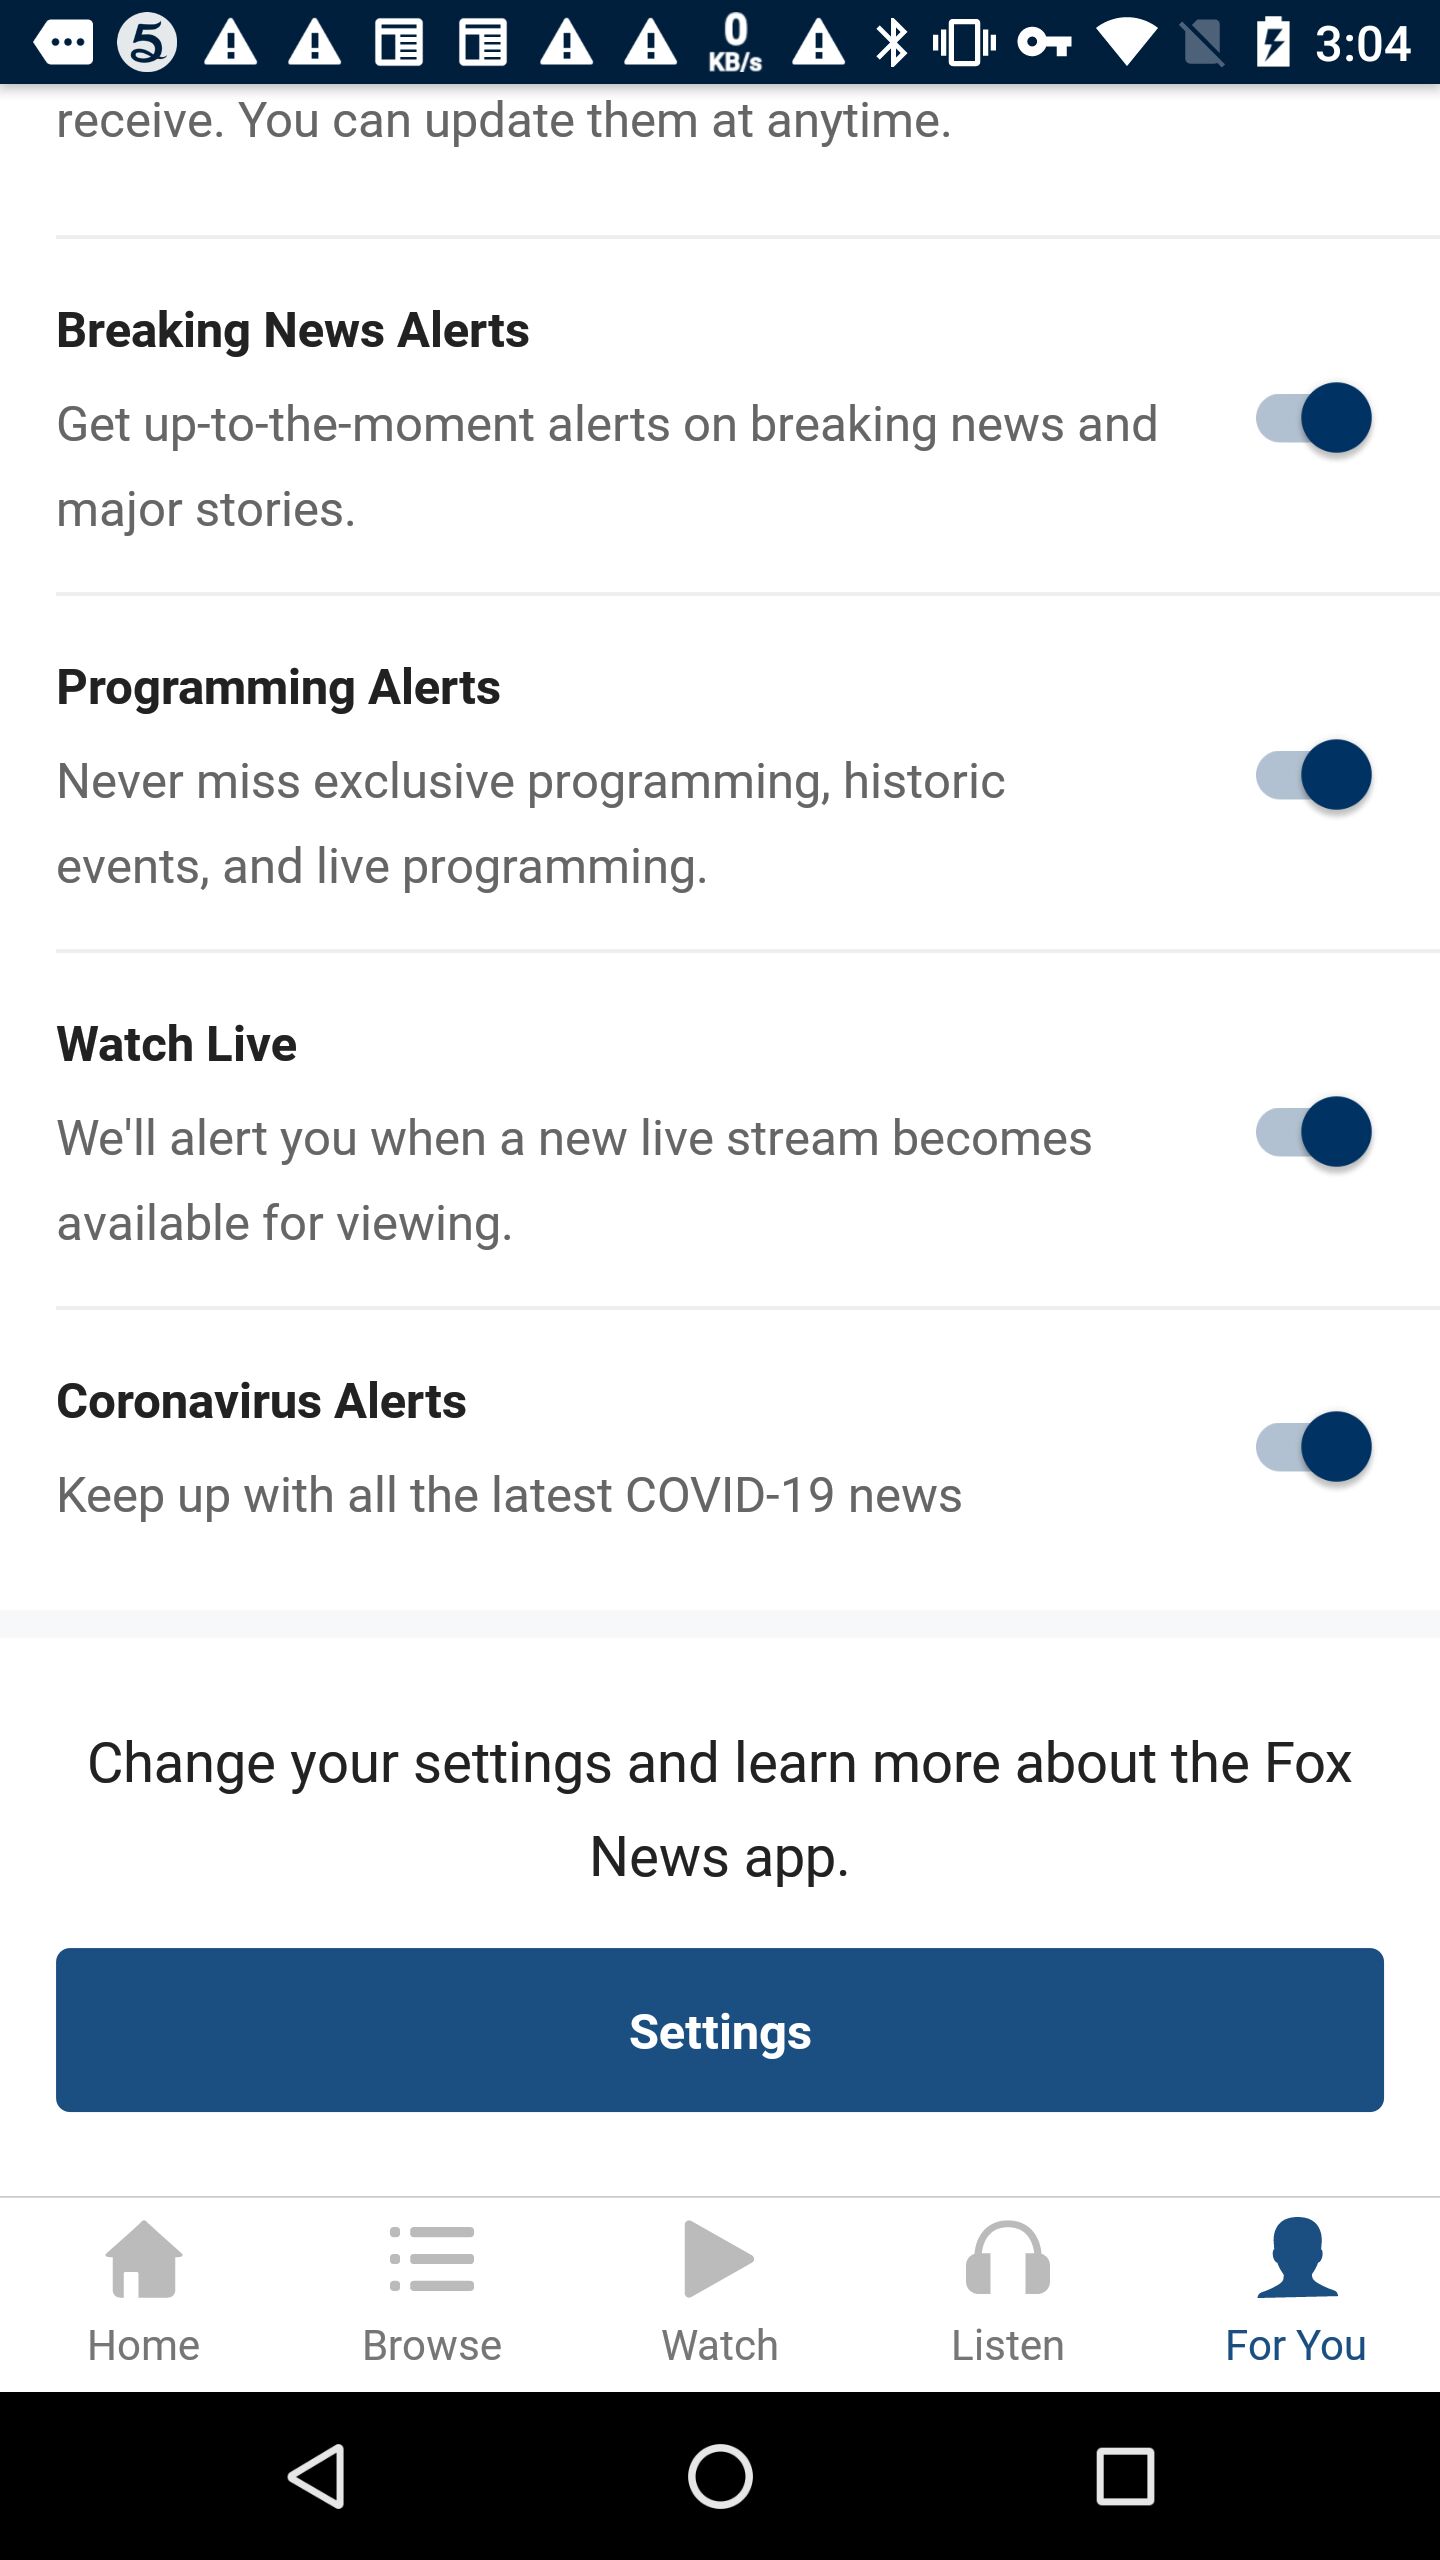 5 0 KB/s 3:04
receive. You can update them at anytime.
Breaking News Alerts
Get up-to-the-moment alerts on breaking news and
major stories.
Programming Alerts
Never miss exclusive programming, historic
events, and live programming.
Watch Live
We'll alert you when a new live stream becomes
available for viewing.
Coronavirus Alerts
Keep up with all the latest COVID-19 news
Change your settings and learn more about the Fox
News app.
Settings
Home Browse Watch Listen For You